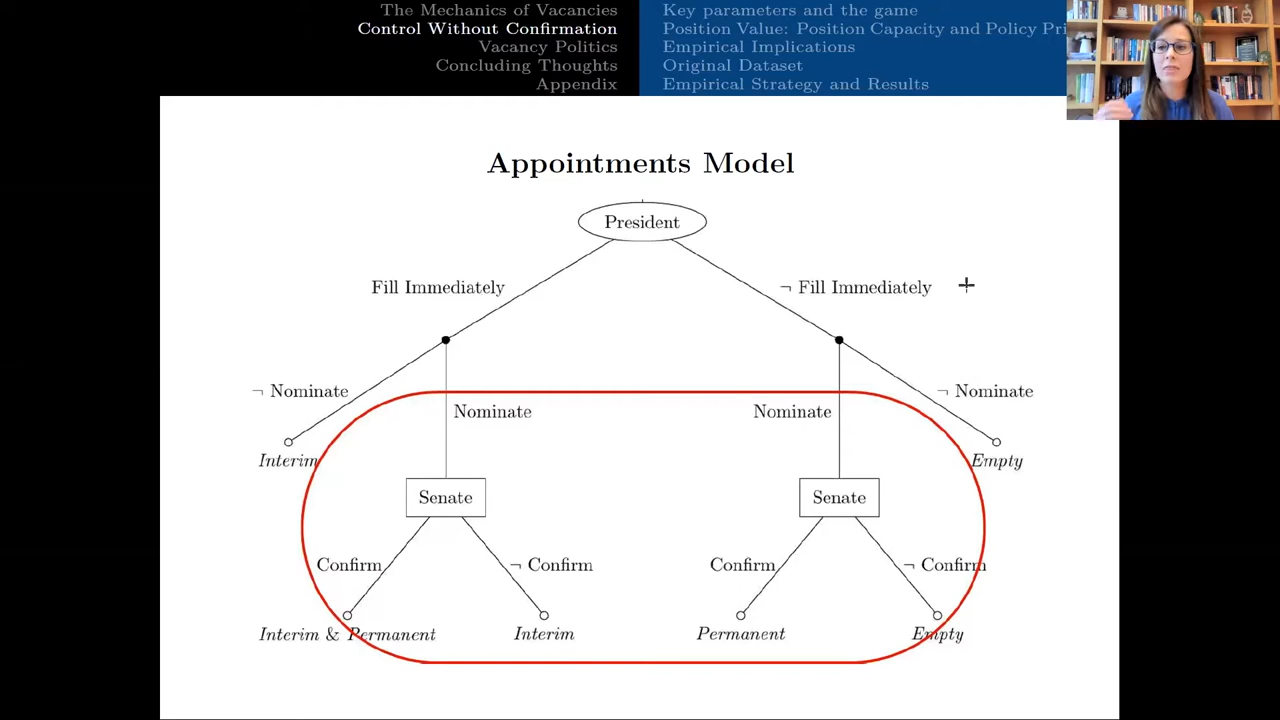 The Mechanics of Vacancies
Control Without Confirmation
Vacancy Politics
Concluding Thoughts
Appendix
Key parameters and the game
Position Value: Position Capacity and Policy Pri
Empirical Implications
Original Dataset
Empirical Strategy and Results
Appointments Model
President
Fill Immediately
¬ Fill Immediately
¬ Nominate
Nominate
Nominate
¬ Nominate
Interim
Empty
Senate
Senate
Confirm
¬ Confirm
Confirm
¬ Confirm
Interim & Permanent
Interim
Permanent
Empty